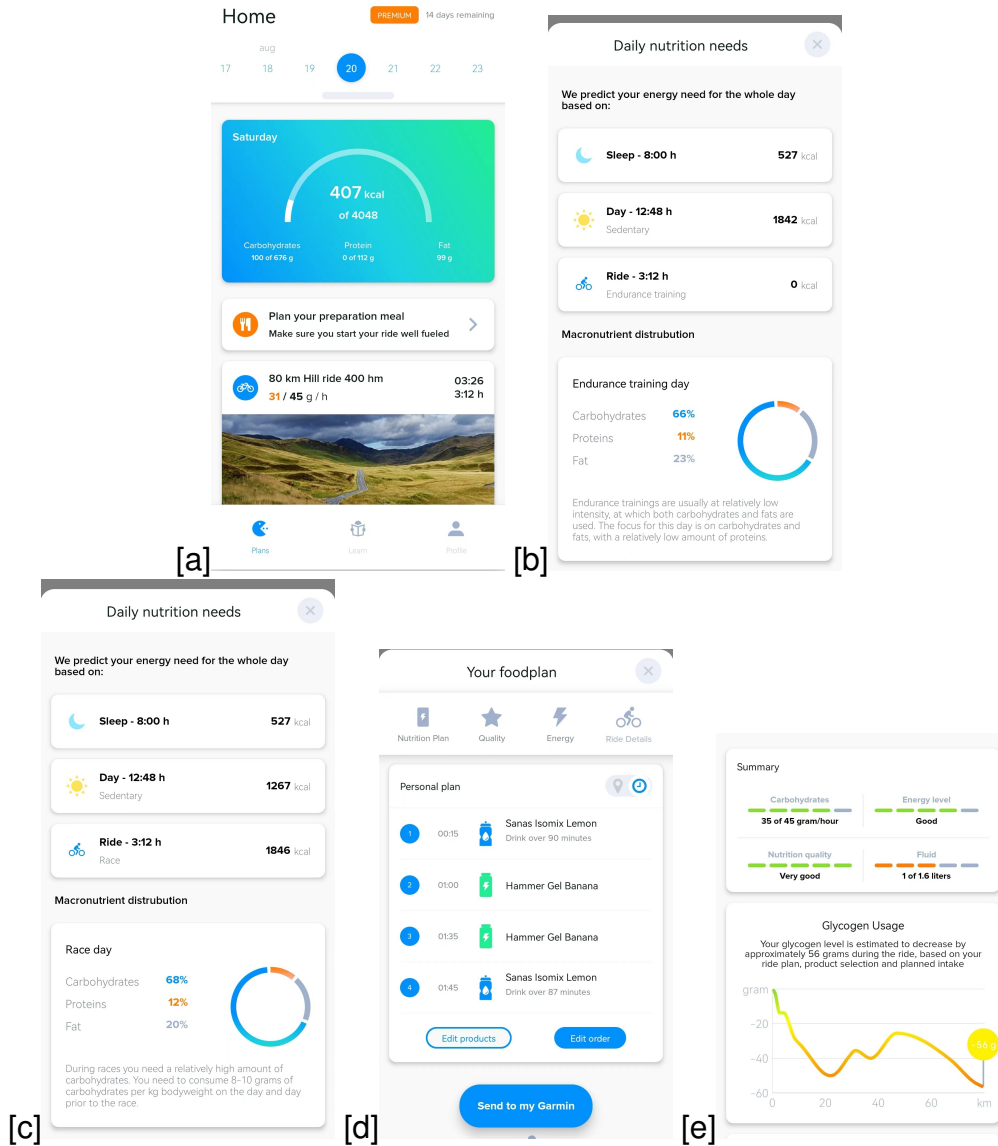 Home
PREMIUM 14 days remaining
aug
17 18 19 20 21 22 23
Saturday
407 kcal
of 4048
Carbohydrates Protein Fat
100 of 676 g 0 of 112 g 99 g
Plan your preparation meal
Make sure you start your ride well fueled
80 km Hill ride 400 hm 03:26
31 / 45 g / h 3:12 h
Plans Learn Profile
[a]
Daily nutrition needs
We predict your energy need for the whole day
based on:
Sleep - 8:00 h 527 kcal
Day - 12:48 h 1842 kcal
Sedentary
Ride - 3:12 h 0 kcal
Endurance training
Macronutrient distrubution
Endurance training day
Carbohydrates 66%
Proteins 11%
Fat 23%
Endurance trainings are usually at relatively low
intensity, at which both carbohydrates and fats are
used. The focus for this day is on carbohydrates and
fats, with a relatively low amount of proteins.
[b]
Daily nutrition needs
We predict your energy need for the whole day
based on:
Sleep - 8:00 h 527 kcal
Day - 12:48 h 1267 kcal
Sedentary
Ride - 3:12 h 1846 kcal
Race
Macronutrient distrubution
Race day
Carbohydrates 68%
Proteins 12%
Fat 20%
During races you need a relatively high amount of
carbohydrates. You need to consume 8-10 grams of
carbohydrates per kg bodyweight on the day and day
prior to the race.
[c]
Your foodplan
Nutrition Plan Quality Energy Ride Details
Personal plan
1 00:15 Sanas Isomix Lemon
Drink over 90 minutes
2 01:00 Hammer Gel Banana
3 01:35 Hammer Gel Banana
4 01:45 Sanas Isomix Lemon
Drink over 87 minutes
Edit products Edit order
Send to my Garmin
[d]
Summary
Carbohydrates Energy level
35 of 45 gram/hour Good
Nutrition quality Fluid
Very good 1 of 1.6 liters
Glycogen Usage
Your glycogen level is estimated to decrease by
approximately 56 grams during the ride, based on your
ride plan, product selection and planned intake
gram
-20
-40
-56 g
-60
0 20 40 60 km
[e]